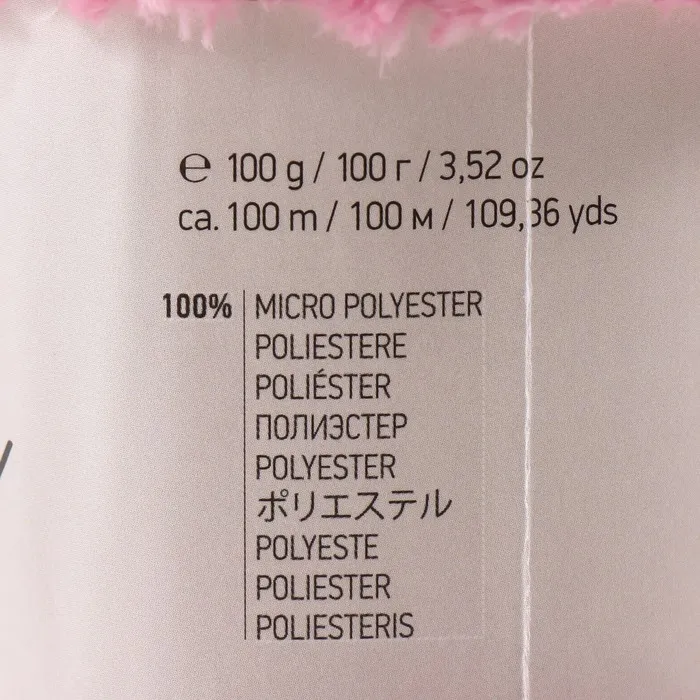 ℮ 100 g / 100 г / 3,52 oz
ca. 100 m / 100 м / 109,36 yds
100% MICRO POLYESTER
POLIESTERE
POLIÉSTER
ПОЛИЭСТЕР
POLYESTER
ポリエステル
POLYESTE
POLIESTER
POLIESTERIS